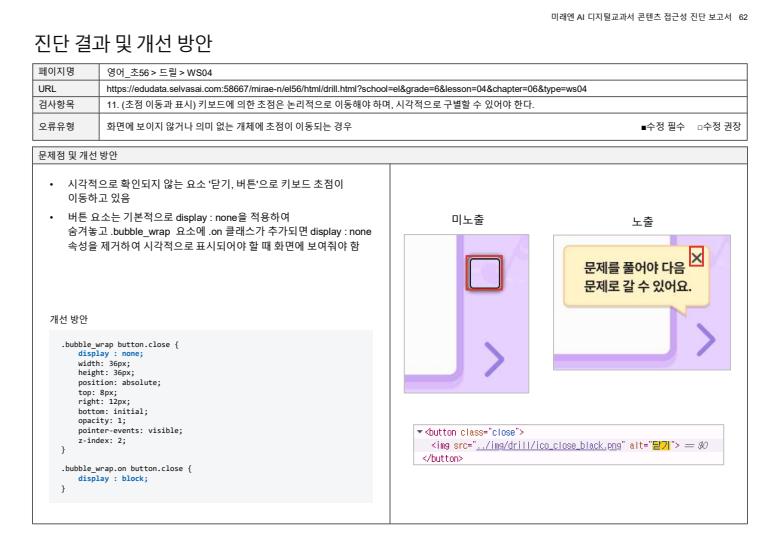 미래엔 AI 디지털교과서 콘텐츠 접근성 진단 보고서 62
진단 결과 및 개선 방안
페이지명 영어_초56 > 드릴 > WS04
URL https://edudata.selvasai.com:58667/mirae-n/el56/html/drill.html?school=el&grade=6&lesson=04&chapter=06&type=ws04
검사항목 11. (초점 이동과 표시) 키보드에 의한 초점은 논리적으로 이동해야 하며, 시각적으로 구별할 수 있어야 한다.
오류유형 화면에 보이지 않거나 의미 없는 개체에 초점이 이동되는 경우 ■수정 필수 □수정 권장
문제점 및 개선 방안
• 시각적으로 확인되지 않는 요소 '닫기, 버튼'으로 키보드 초점이
이동하고 있음
• 버튼 요소는 기본적으로 display : none을 적용하여
숨겨놓고 .bubble_wrap 요소에 .on 클래스가 추가되면 display : none
속성을 제거하여 시각적으로 표시되어야 할 때 화면에 보여줘야 함
개선 방안
.bubble_wrap button.close {
display : none;
width: 36px;
height: 36px;
position: absolute;
top: 8px;
right: 12px;
bottom: initial;
opacity: 1;
pointer-events: visible;
z-index: 2;
}
.bubble_wrap.on button.close {
display : block;
}
미노출
노출
문제를 풀어야 다음
문제로 갈 수 있어요.
▼<button class="close">
<img src="../img/drill/ico_close_black.png" alt="닫기"> == $0
</button>